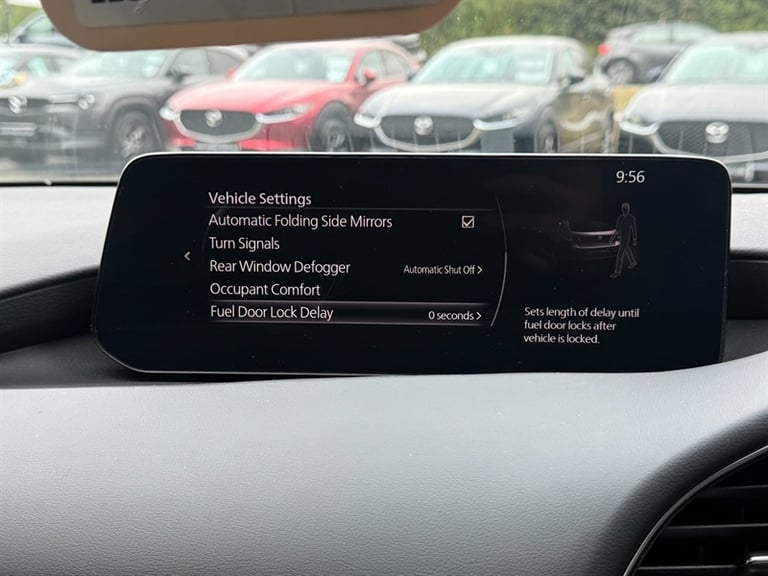 9:56
Vehicle Settings
Automatic Folding Side Mirrors
Turn Signals
Rear Window Defogger Automatic Shut Off >
Occupant Comfort
Fuel Door Lock Delay 0 seconds >
Sets length of delay until
fuel door locks after
vehicle is locked.